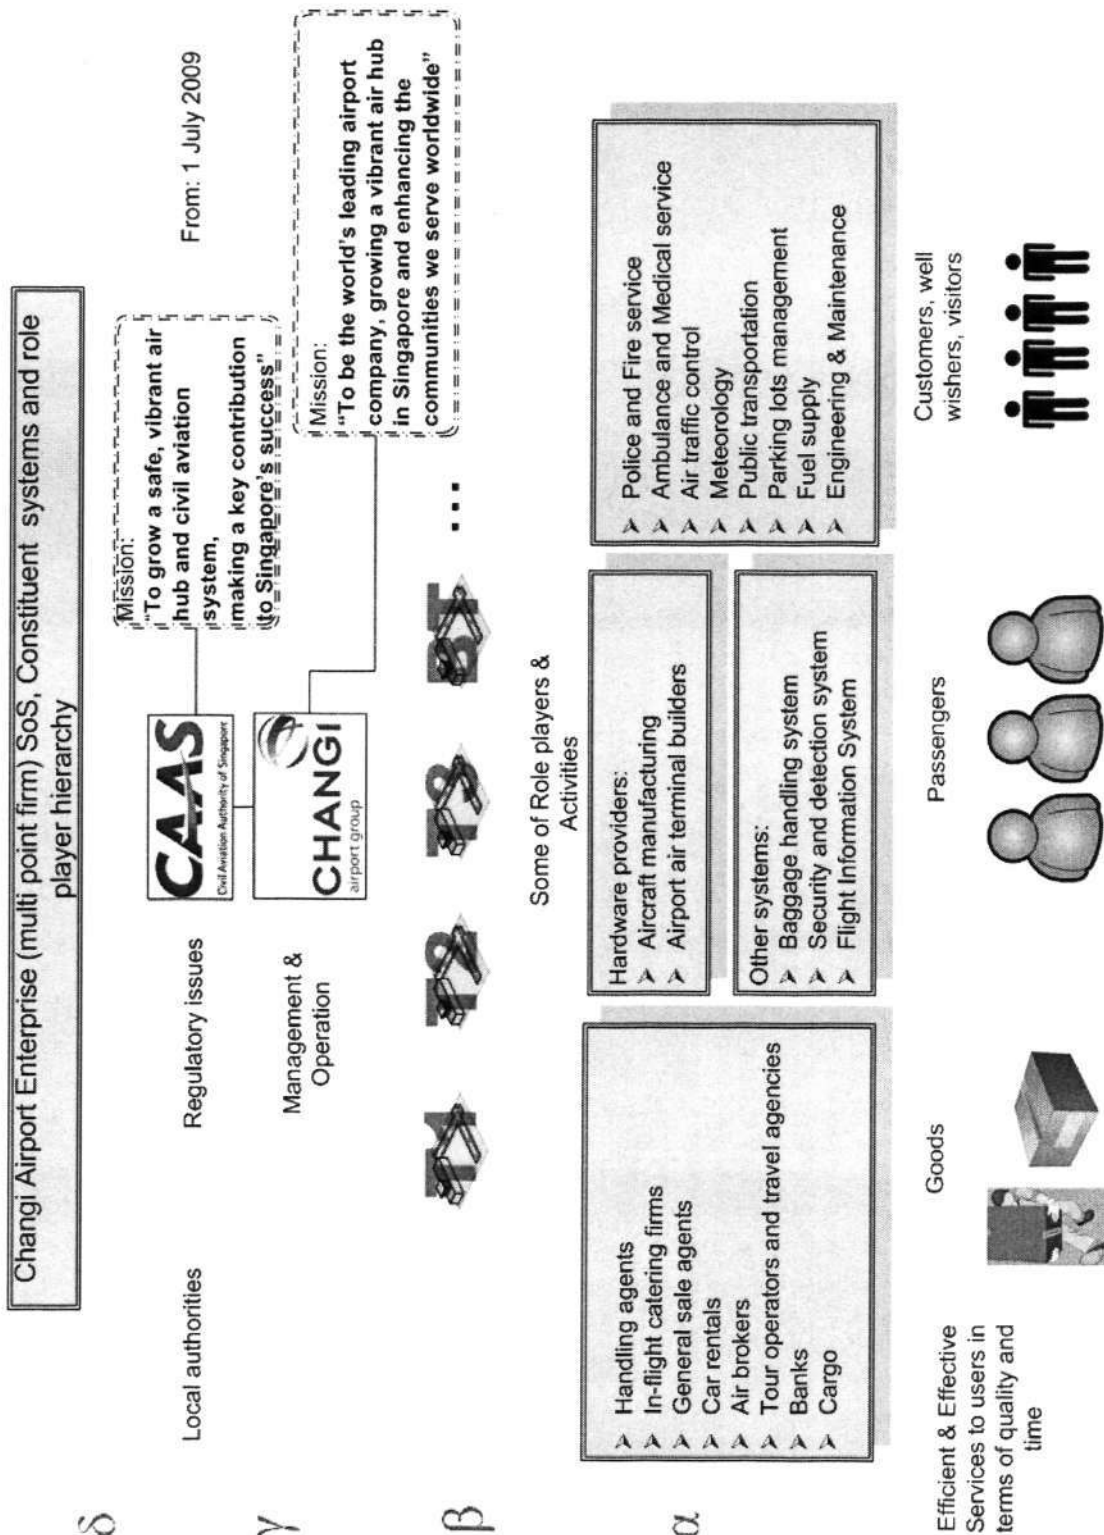 Changi Airport Enterprise (multi point firm) SoS, Constituent systems and role
player hierarchy
δ
Local authorities
Regulatory issues
CAAS
Civil Aviation Authority of Singapore
Mission:
"To grow a safe, vibrant air
hub and civil aviation
system,
making a key contribution
to Singapore's success"
From: 1 July 2009
γ
Management &
Operation
CHANGI
airport group
Mission:
"To be the world's leading airport
company, growing a vibrant air hub
in Singapore and enhancing the
communities we serve worldwide"
β
T1
T2
T3
BT
...
Some of Role players &
Activities
α
➢ Handling agents
➢ In-flight catering firms
➢ General sale agents
➢ Car rentals
➢ Air brokers
➢ Tour operators and travel agencies
➢ Banks
➢ Cargo
Hardware providers:
➢ Aircraft manufacturing
➢ Airport air terminal builders
Other systems:
➢ Baggage handling system
➢ Security and detection system
➢ Flight Information System
➢ Police and Fire service
➢ Ambulance and Medical service
➢ Air traffic control
➢ Meteorology
➢ Public transportation
➢ Parking lots management
➢ Fuel supply
➢ Engineering & Maintenance
Efficient & Effective
Services to users in
terms of quality and
time
Goods
Passengers
Customers, well
wishers, visitors